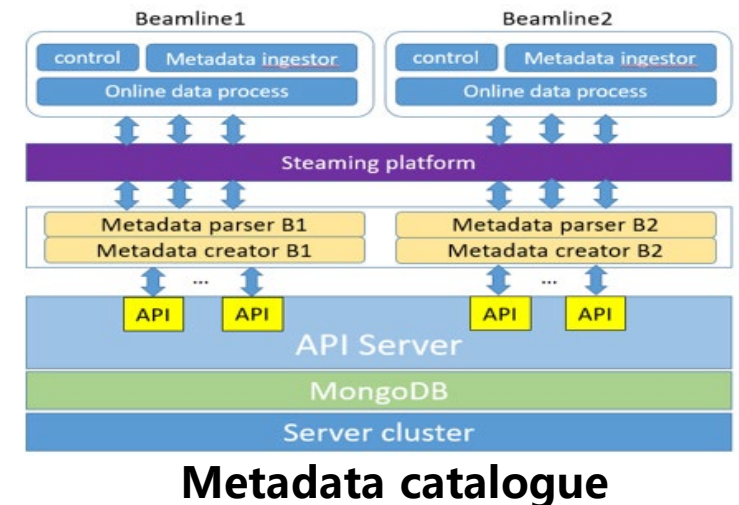 Beamline1 Beamline2
control Metadata ingestor control Metadata ingestor
Online data process Online data process
Steaming platform
Metadata parser B1 Metadata parser B2
Metadata creator B1 Metadata creator B2
... ...
API API API API
API Server
MongoDB
Server cluster
Metadata catalogue